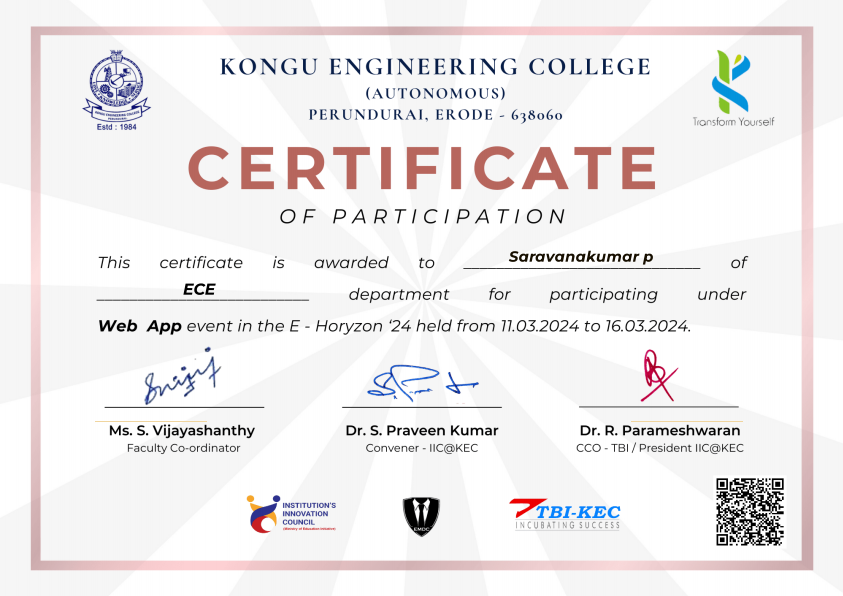 KONGU ENGINEERING COLLEGE
(AUTONOMOUS)
PERUNDURAI, ERODE - 638060
KONGU ENGINEERING COLLEGE
Estd : 1984
Transform Yourself
CERTIFICATE
OF PARTICIPATION
This certificate is awarded to Saravanakumar p of
ECE department for participating under
Web App event in the E - Horyzon ‘24 held from 11.03.2024 to 16.03.2024.
Ms. S. Vijayashanthy
Faculty Co-ordinator
Dr. S. Praveen Kumar
Convener - IIC@KEC
Dr. R. Parameshwaran
CCO - TBI / President IIC@KEC
INSTITUTION'S
INNOVATION
COUNCIL
(Ministry of Education Initiative)
EMDC
TBI-KEC
INCUBATING SUCCESS